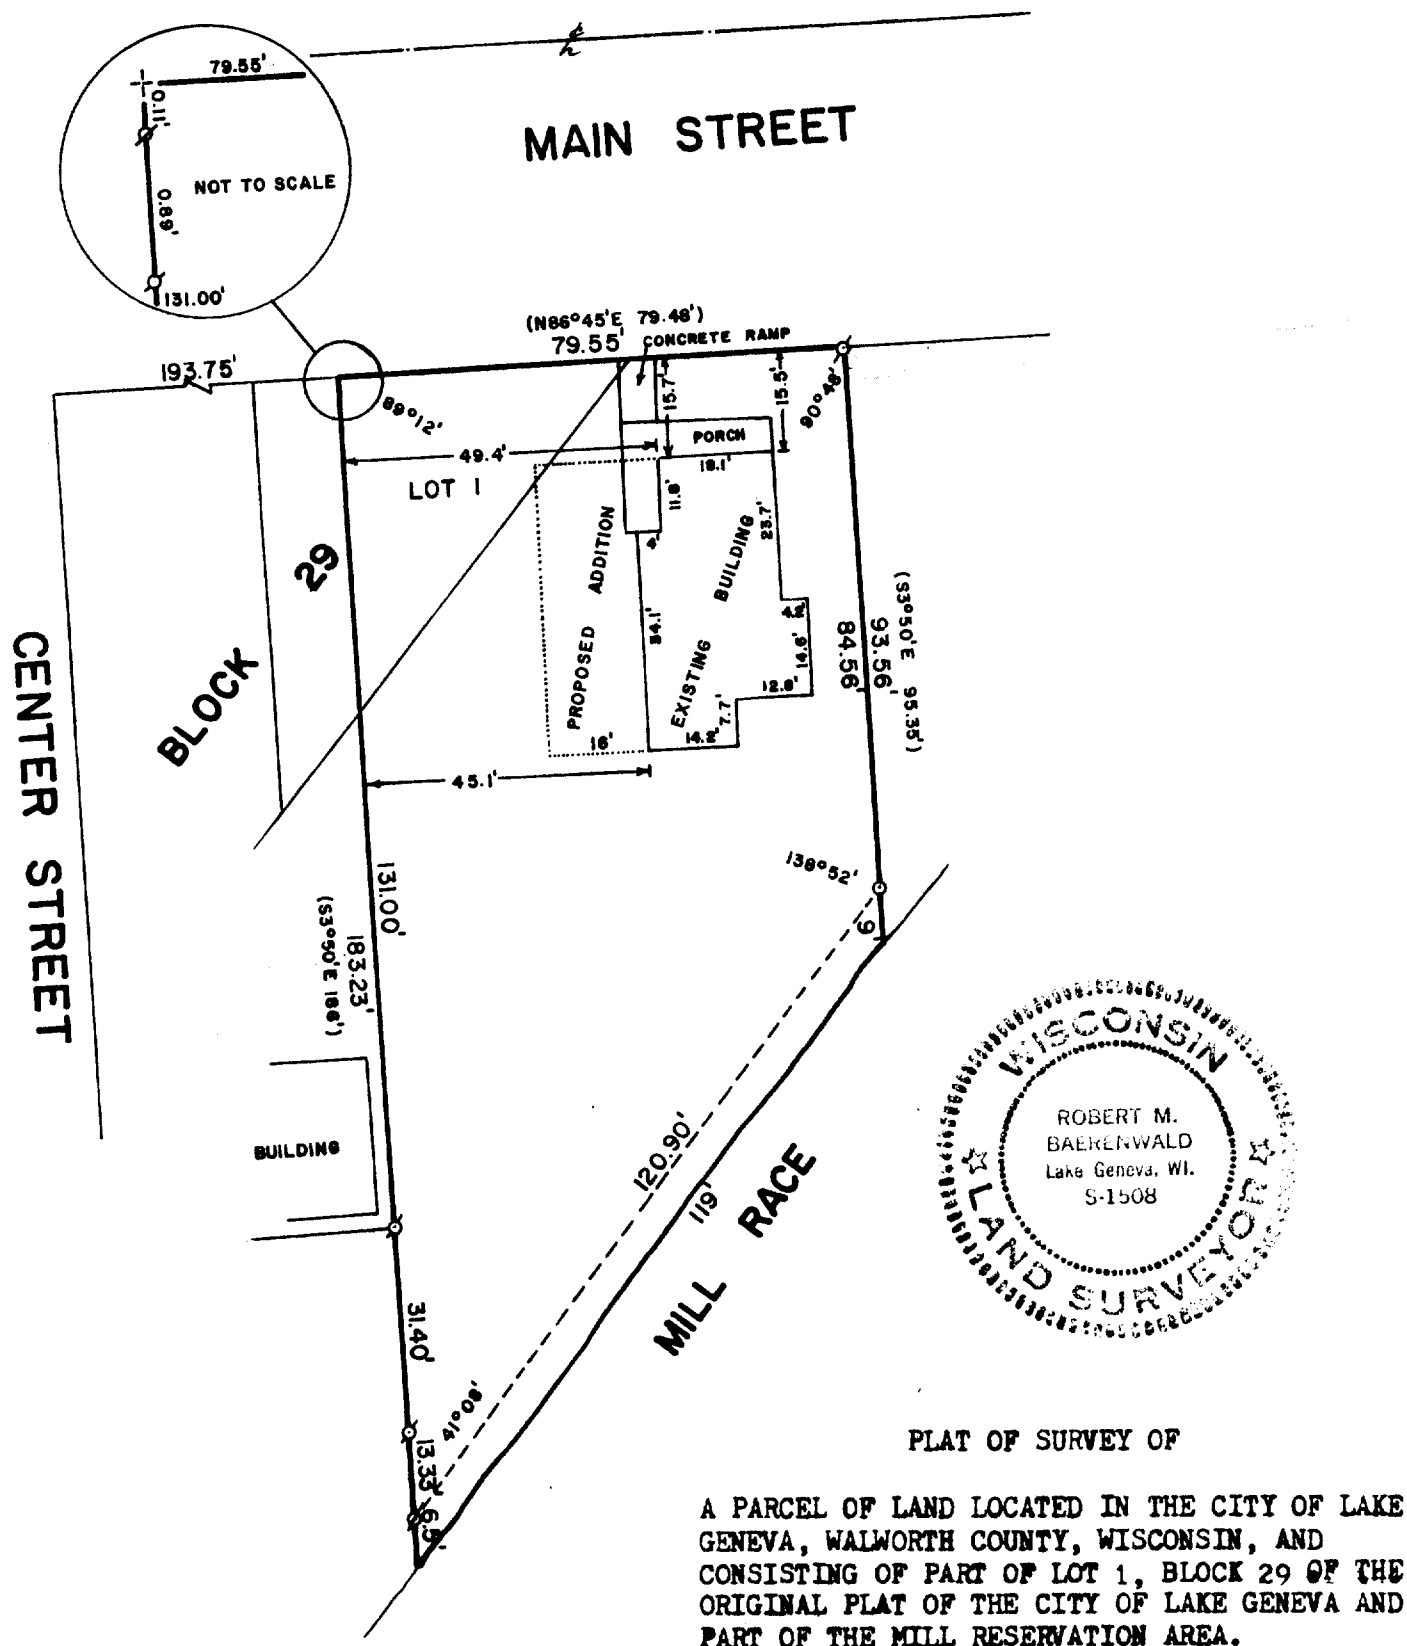 79.55'
0.11'
0.89'
NOT TO SCALE
131.00'
MAIN STREET
(N86°45'E 79.48')
79.55'
CONCRETE RAMP
193.75'
89°12'
90°48'
15.7'
15.5'
PORCH
49.4'
19.1'
LOT 1
11.8'
4'
23.7'
PROPOSED ADDITION
EXISTING BUILDING
54.1'
4.2'
14.6'
12.8'
7.7'
14.2'
16'
45.1'
BLOCK 29
CENTER STREET
84.56'
93.56'
(S3°50'E 95.35')
138°52'
9'
131.00'
183.23'
(S3°50'E 186')
BUILDING
120.90'
119'
MILL RACE
31.40'
41°08'
13.33'
6.5'
WISCONSIN
ROBERT M.
BAERENWALD
Lake Geneva, WI.
S-1508
LAND SURVEYOR
PLAT OF SURVEY OF
A PARCEL OF LAND LOCATED IN THE CITY OF LAKE
GENEVA, WALWORTH COUNTY, WISCONSIN, AND
CONSISTING OF PART OF LOT 1, BLOCK 29 OF THE
ORIGINAL PLAT OF THE CITY OF LAKE GENEVA AND
PART OF THE MILL RESERVATION AREA.